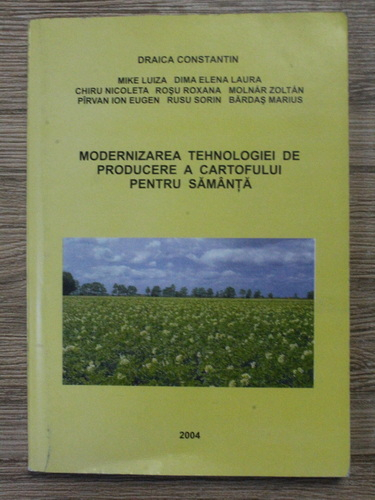 DRAICA CONSTANTIN
MIKE LUIZA DIMA ELENA LAURA
CHIRU NICOLETA ROȘU ROXANA MOLNÁR ZOLTÁN
PÎRVAN ION EUGEN RUSU SORIN BĂRDAȘ MARIUS
MODERNIZAREA TEHNOLOGIEI DE
PRODUCERE A CARTOFULUI
PENTRU SĂMÂNȚĂ
2004